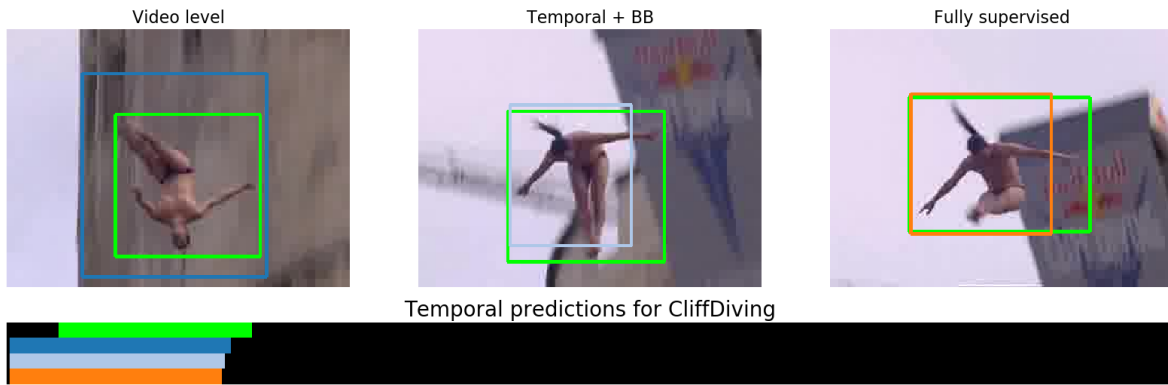 Video level
Temporal + BB
Fully supervised
Temporal predictions for CliffDiving